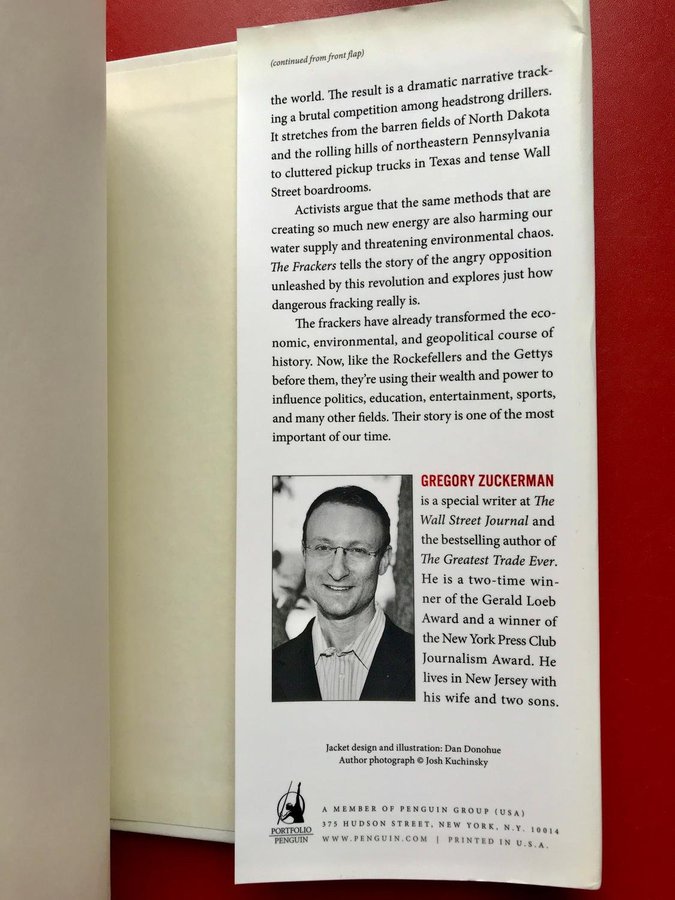 (continued from front flap)
the world. The result is a dramatic narrative track-
ing a brutal competition among headstrong drillers.
It stretches from the barren fields of North Dakota
and the rolling hills of northeastern Pennsylvania
to cluttered pickup trucks in Texas and tense Wall
Street boardrooms.
Activists argue that the same methods that are
creating so much new energy are also harming our
water supply and threatening environmental chaos.
The Frackers tells the story of the angry opposition
unleashed by this revolution and explores just how
dangerous fracking really is.
The frackers have already transformed the eco-
nomic, environmental, and geopolitical course of
history. Now, like the Rockefellers and the Gettys
before them, they're using their wealth and power to
influence politics, education, entertainment, sports,
and many other fields. Their story is one of the most
important of our time.
GREGORY ZUCKERMAN
is a special writer at The
Wall Street Journal and
the bestselling author of
The Greatest Trade Ever.
He is a two-time win-
ner of the Gerald Loeb
Award and a winner of
the New York Press Club
Journalism Award. He
lives in New Jersey with
his wife and two sons.
Jacket design and illustration: Dan Donohue
Author photograph © Josh Kuchinsky
PORTFOLIO
PENGUIN
A MEMBER OF PENGUIN GROUP (USA)
375 HUDSON STREET, NEW YORK, N.Y. 10014
WWW.PENGUIN.COM | PRINTED IN U.S.A.